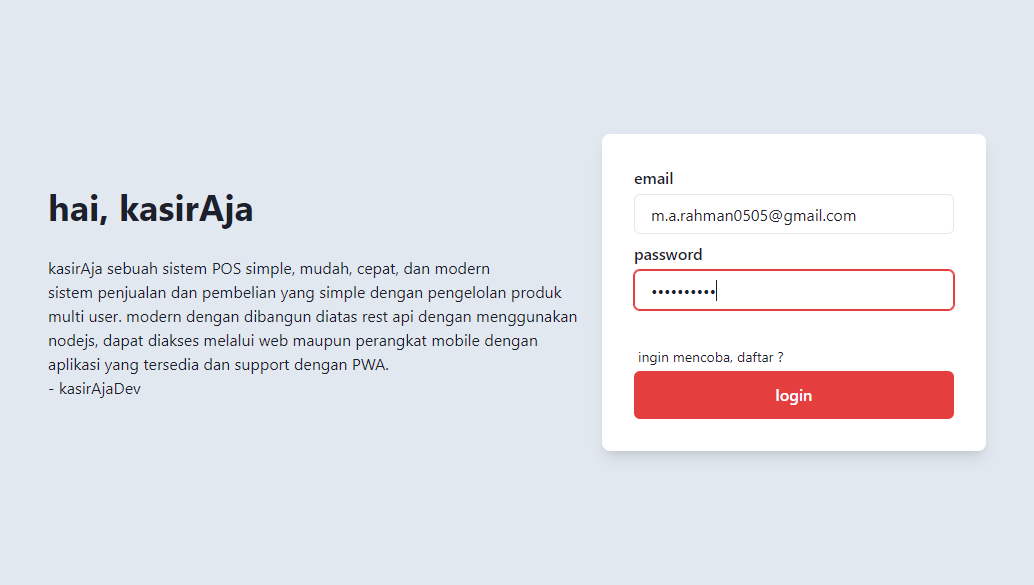 hai, kasirAja
kasirAja sebuah sistem POS simple, mudah, cepat, dan modern
sistem penjualan dan pembelian yang simple dengan pengelolan produk
multi user. modern dengan dibangun diatas rest api dengan menggunakan
nodejs, dapat diakses melalui web maupun perangkat mobile dengan
aplikasi yang tersedia dan support dengan PWA.
- kasirAjaDev
email
m.a.rahman0505@gmail.com
password
••••••••••
ingin mencoba, daftar ?
login